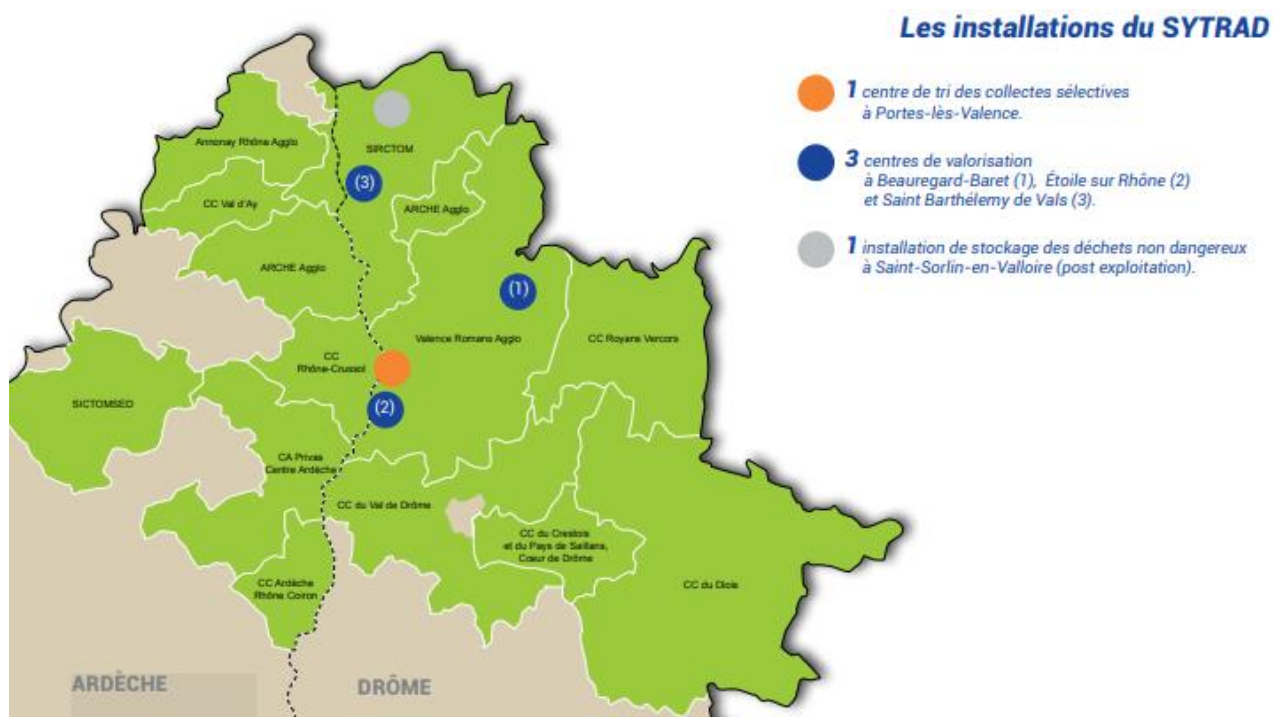 Les installations du SYTRAD
1 centre de tri des collectes sélectives
à Portes-lès-Valence.
3 centres de valorisation
à Beauregard-Baret (1), Étoile sur Rhône (2)
et Saint Barthélemy de Vals (3).
1 installation de stockage des déchets non dangereux
à Saint-Sorlin-en-Valloire (post exploitation).
Annonay Rhône Agglo
SIRCTOM
(3)
CC Val d'Ay
ARCHE Agglo
ARCHE Agglo
(1)
Valence Romans Agglo
CC Royans Vercors
CC
Rhône-Crussol
SICTOMSED
(2)
CA Privas
Centre Ardèche
CC du Val de Drôme
CC du Crestois
et du Pays de Saillans,
Cœur de Drôme
CC Ardèche
Rhône Coiron
CC du Diois
ARDÈCHE
DRÔME